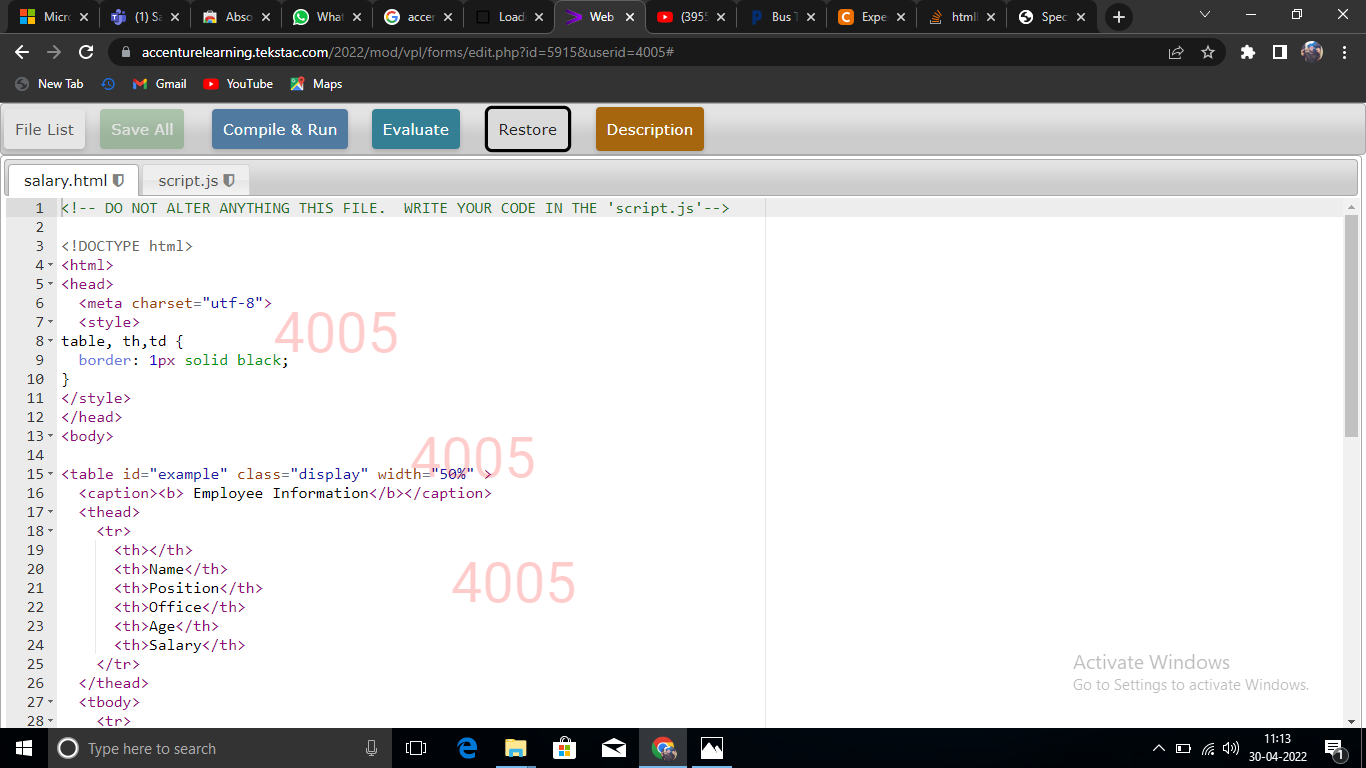 Micr
(1) Sa
Abso
What
accer
Load
Web
(395
Bus T
Expe
html
Spec
accenturelearning.tekstac.com/2022/mod/vpl/forms/edit.php?id=5915&userid=4005#
New Tab
Gmail
YouTube
Maps
File List
Save All
Compile & Run
Evaluate
Restore
Description
salary.html
script.js
1 <!-- DO NOT ALTER ANYTHING THIS FILE.  WRITE YOUR CODE IN THE 'script.js'-->
2
3 <!DOCTYPE html>
4 <html>
5 <head>
6 <meta charset="utf-8">
7 <style>
8 table, th,td {
9 border: 1px solid black;
10 }
11 </style>
12 </head>
13 <body>
14
15 <table id="example" class="display" width="50%" >
16 <caption><b> Employee Information</b></caption>
17 <thead>
18 <tr>
19 <th></th>
20 <th>Name</th>
21 <th>Position</th>
22 <th>Office</th>
23 <th>Age</th>
24 <th>Salary</th>
25 </tr>
26 </thead>
27 <tbody>
28 <tr>
4005
4005
4005
Activate Windows
Go to Settings to activate Windows.
Type here to search
11:13
30-04-2022
1